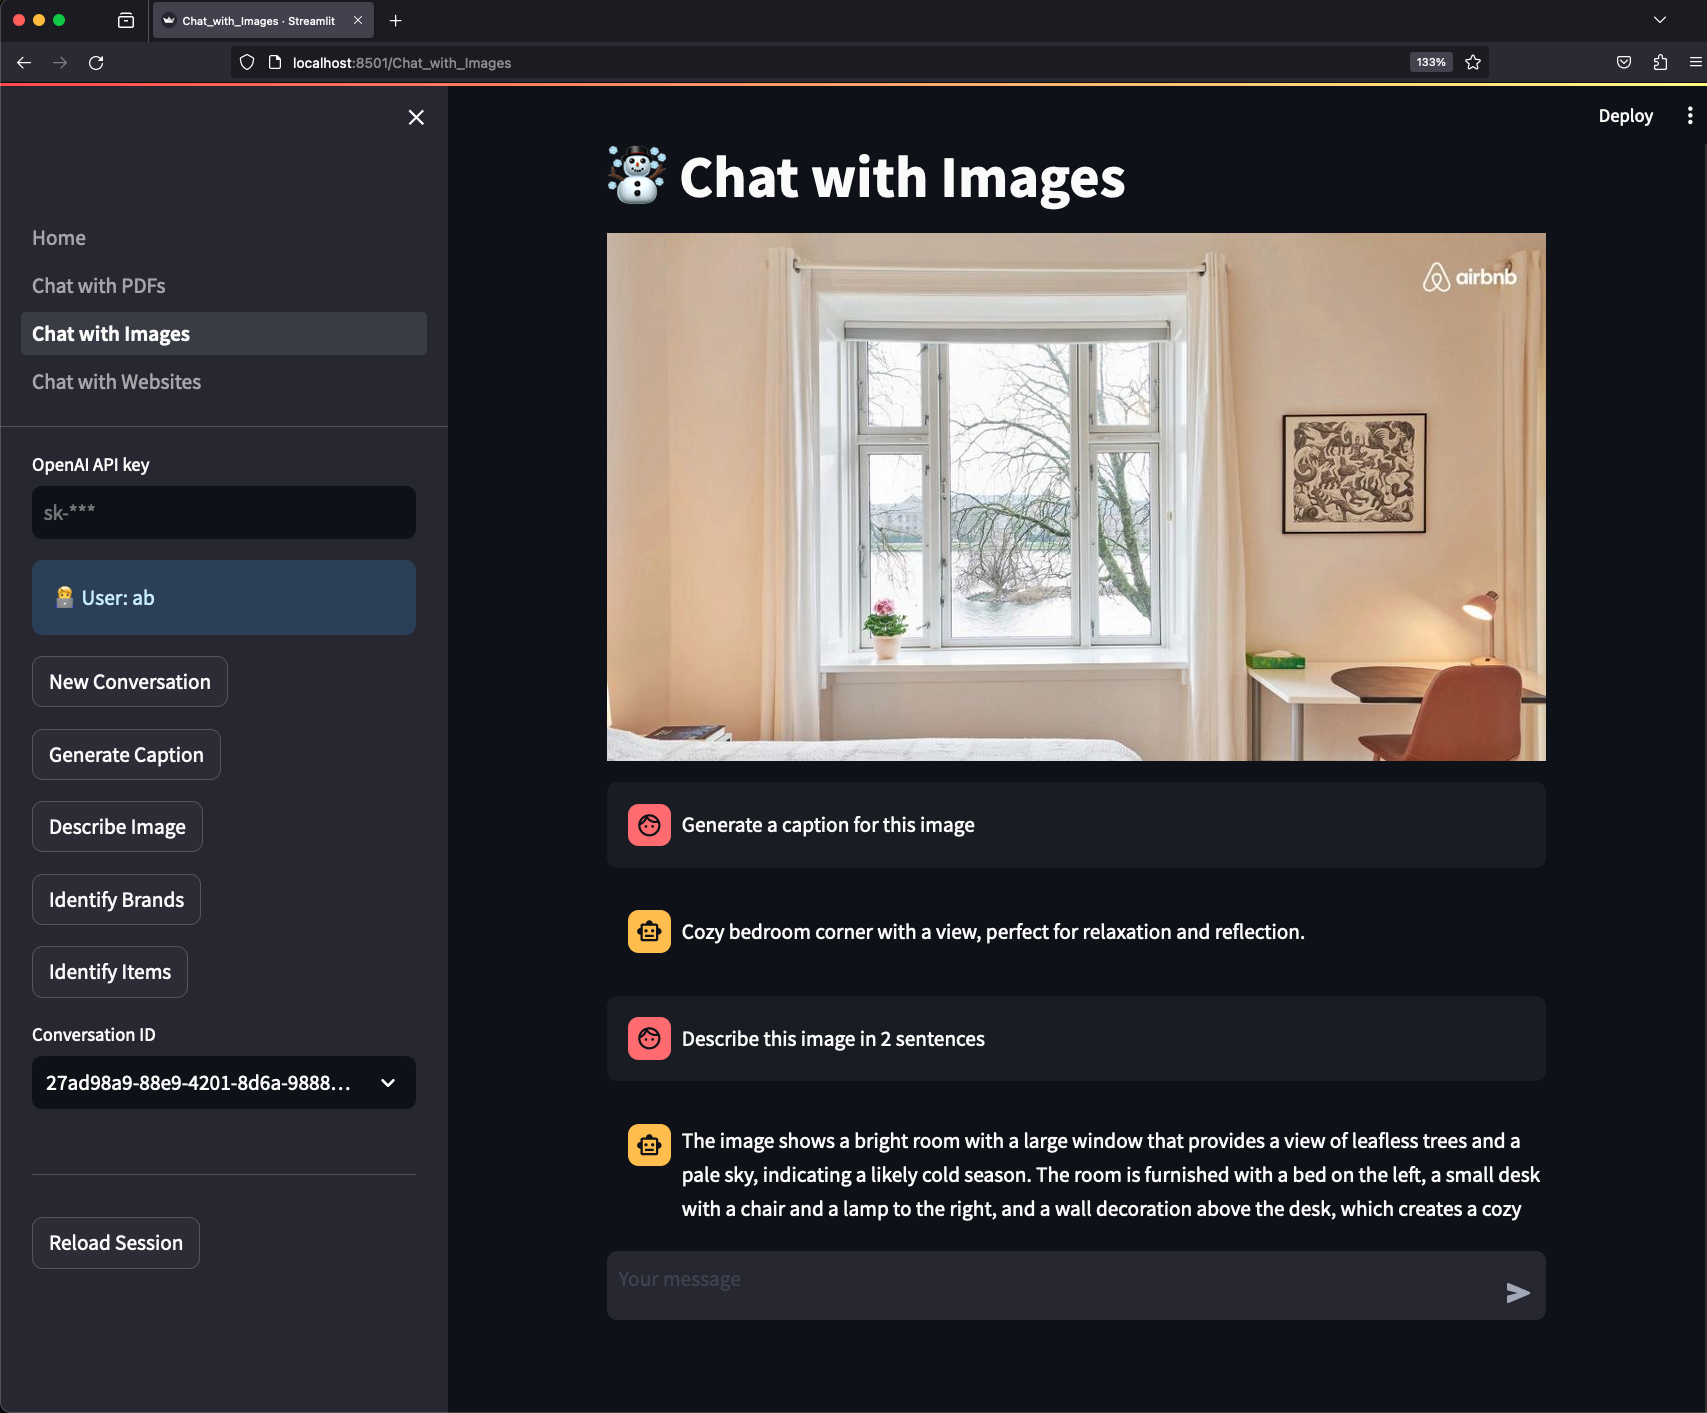 Chat_with_Images · Streamlit
localhost:8501/Chat_with_Images
133%
Deploy
Home
Chat with PDFs
Chat with Images
Chat with Websites
OpenAI API key
sk-***
User: ab
New Conversation
Generate Caption
Describe Image
Identify Brands
Identify Items
Conversation ID
27ad98a9-88e9-4201-8d6a-9888...
Reload Session
Chat with Images
airbnb
Generate a caption for this image
Cozy bedroom corner with a view, perfect for relaxation and reflection.
Describe this image in 2 sentences
The image shows a bright room with a large window that provides a view of leafless trees and a
pale sky, indicating a likely cold season. The room is furnished with a bed on the left, a small desk
with a chair and a lamp to the right, and a wall decoration above the desk, which creates a cozy
Your message